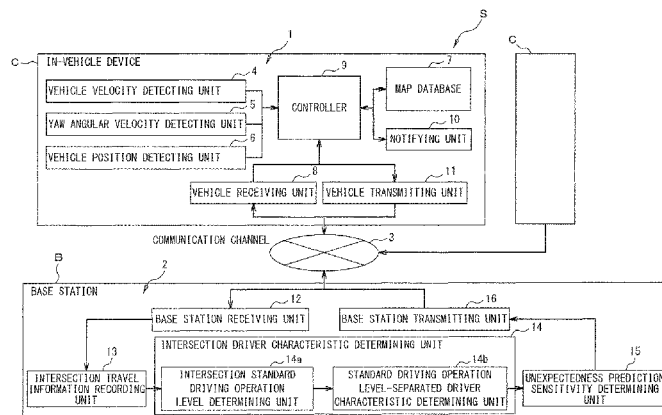 S
1
C
C
IN-VEHICLE DEVICE
4
9
7
VEHICLE VELOCITY DETECTING UNIT
MAP DATABASE
CONTROLLER
5
YAW ANGULAR VELOCITY DETECTING UNIT
10
6
NOTIFYING UNIT
VEHICLE POSITION DETECTING UNIT
8
11
VEHICLE RECEIVING UNIT
VEHICLE TRANSMITTING UNIT
COMMUNICATION CHANNEL
3
B
2
BASE STATION
12
16
BASE STATION RECEIVING UNIT
BASE STATION TRANSMITTING UNIT
14
INTERSECTION DRIVER CHARACTERISTIC DETERMINING UNIT
13
14a
14b
15
INTERSECTION TRAVEL
INFORMATION RECORDING
UNIT
INTERSECTION STANDARD
DRIVING OPERATION
LEVEL DETERMINING UNIT
STANDARD DRIVING OPERATION
LEVEL-SEPARATED DRIVER
CHARACTERISTIC DETERMINING UNIT
UNEXPECTEDNESS PREDICTION
SENSITIVITY DETERMINING
UNIT